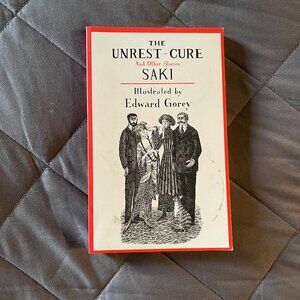 THE
UNREST-CURE
And Other Stories
SAKI
Illustrated by
Edward Gorey